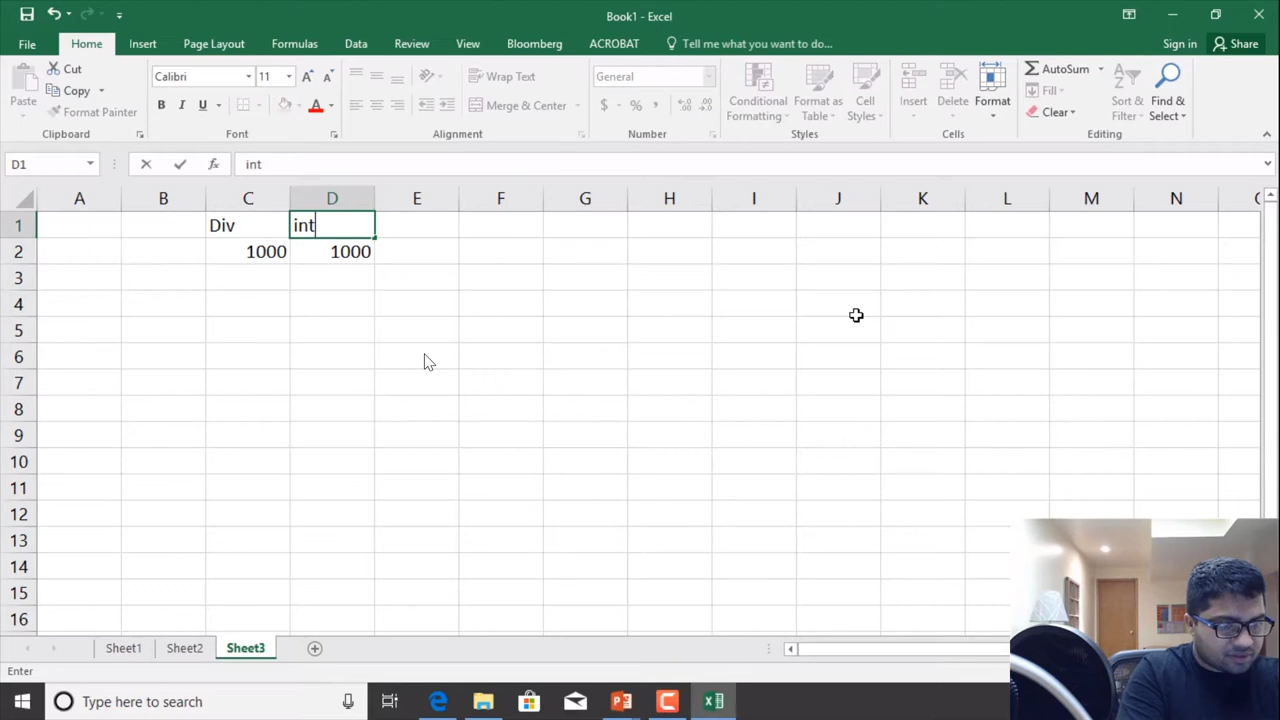 Book1 - Excel
File Home Insert Page Layout Formulas Data Review View Bloomberg ACROBAT Tell me what you want to do... Sign in Share
Paste Cut Copy Format Painter
Calibri 11 B I U A
Wrap Text Merge & Center
General $ % ,
Conditional Formatting Format as Table Cell Styles
Insert Delete Format
AutoSum Fill Clear Sort & Filter Find & Select
Clipboard Font Alignment Number Styles Cells Editing
D1 fx int
A B C D E F G H I J K L M N
1 Div int
2 1000 1000
3
4
5
6
7
8
9
10
11
12
13
14
15
16
Sheet1 Sheet2 Sheet3
Enter
Type here to search